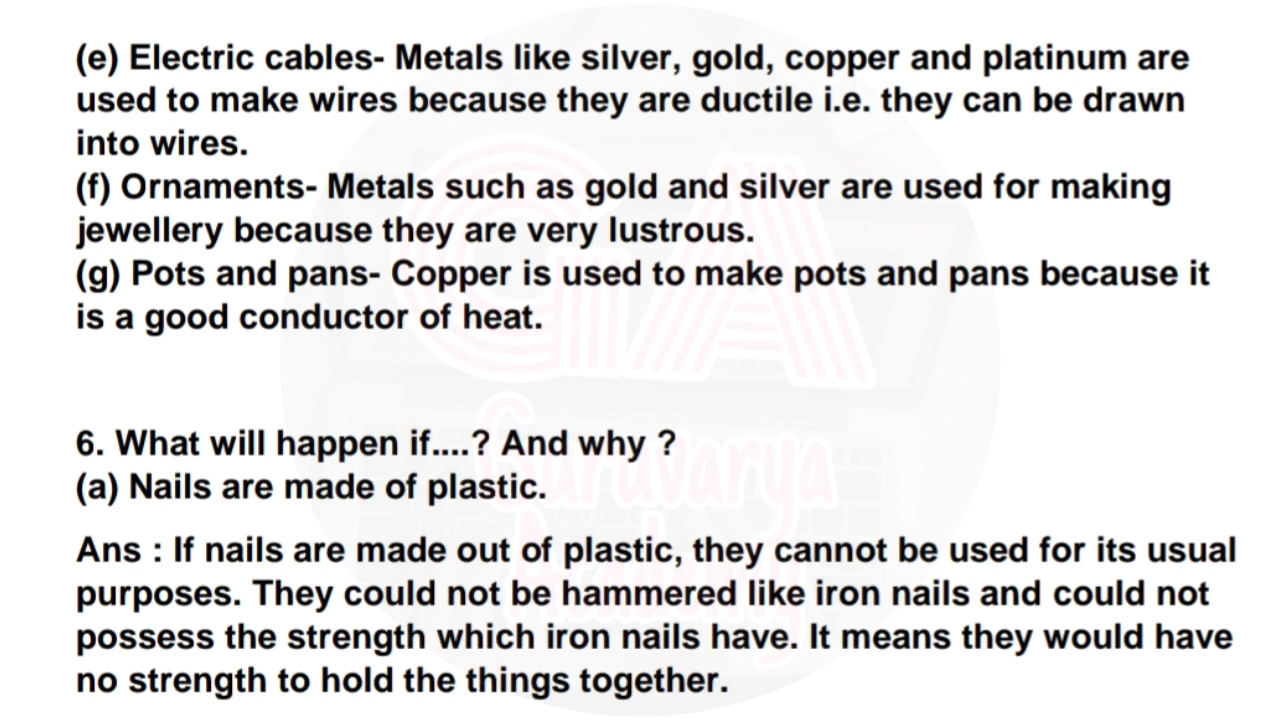 (e) Electric cables- Metals like silver, gold, copper and platinum are
used to make wires because they are ductile i.e. they can be drawn
into wires.
(f) Ornaments- Metals such as gold and silver are used for making
jewellery because they are very lustrous.
(g) Pots and pans- Copper is used to make pots and pans because it
is a good conductor of heat.
GA
6. What will happen if....? And why ?
(a) Nails are made of plastic.
Guruvarya
Academy
Ans : If nails are made out of plastic, they cannot be used for its usual
purposes. They could not be hammered like iron nails and could not
possess the strength which iron nails have. It means they would have
no strength to hold the things together.